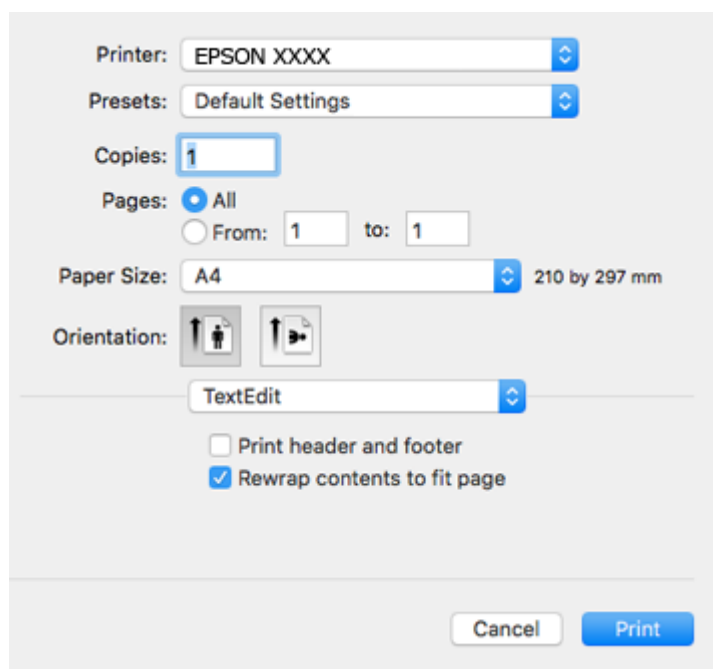 Printer: EPSON XXXX
Presets: Default Settings
Copies: 1
Pages: All
From: 1 to: 1
Paper Size: A4 210 by 297 mm
Orientation:
TextEdit
Print header and footer
Rewrap contents to fit page
Cancel Print